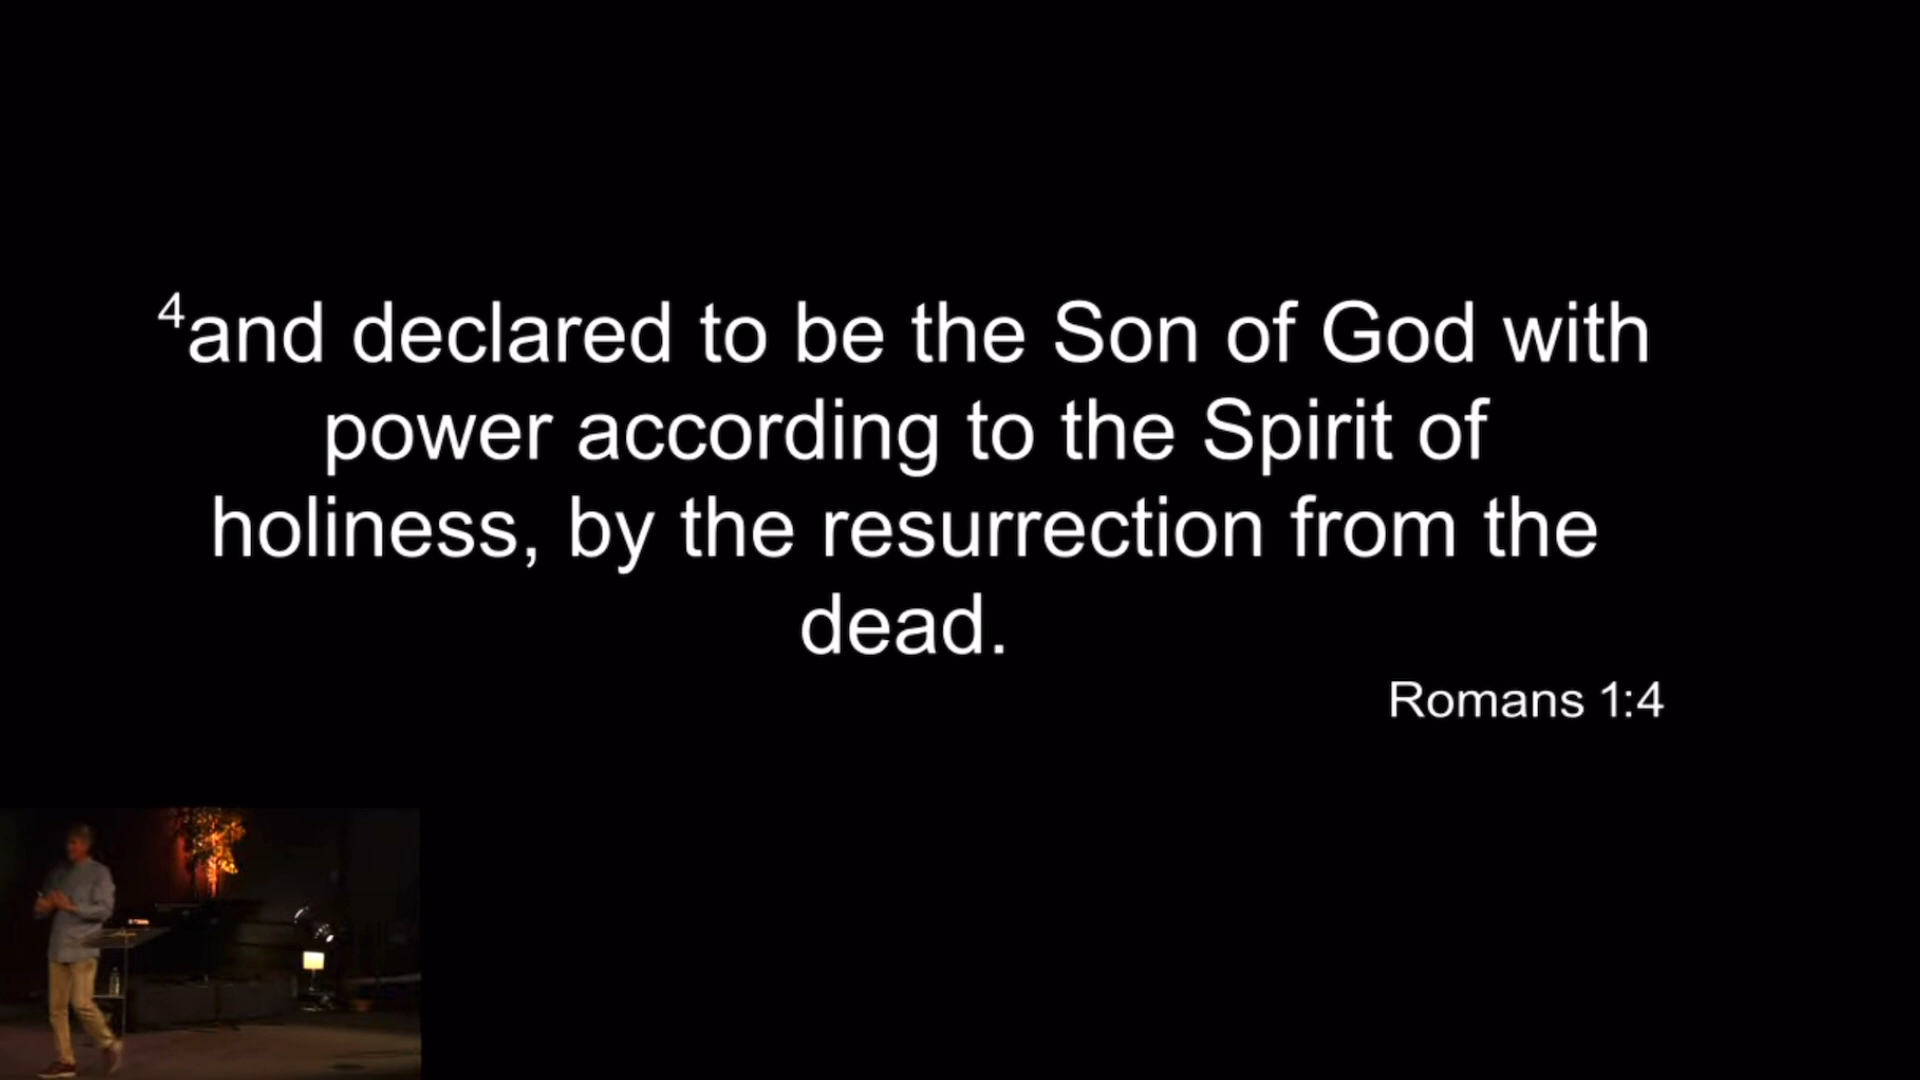 ⁴and declared to be the Son of God with
power according to the Spirit of
holiness, by the resurrection from the
dead.
Romans 1:4